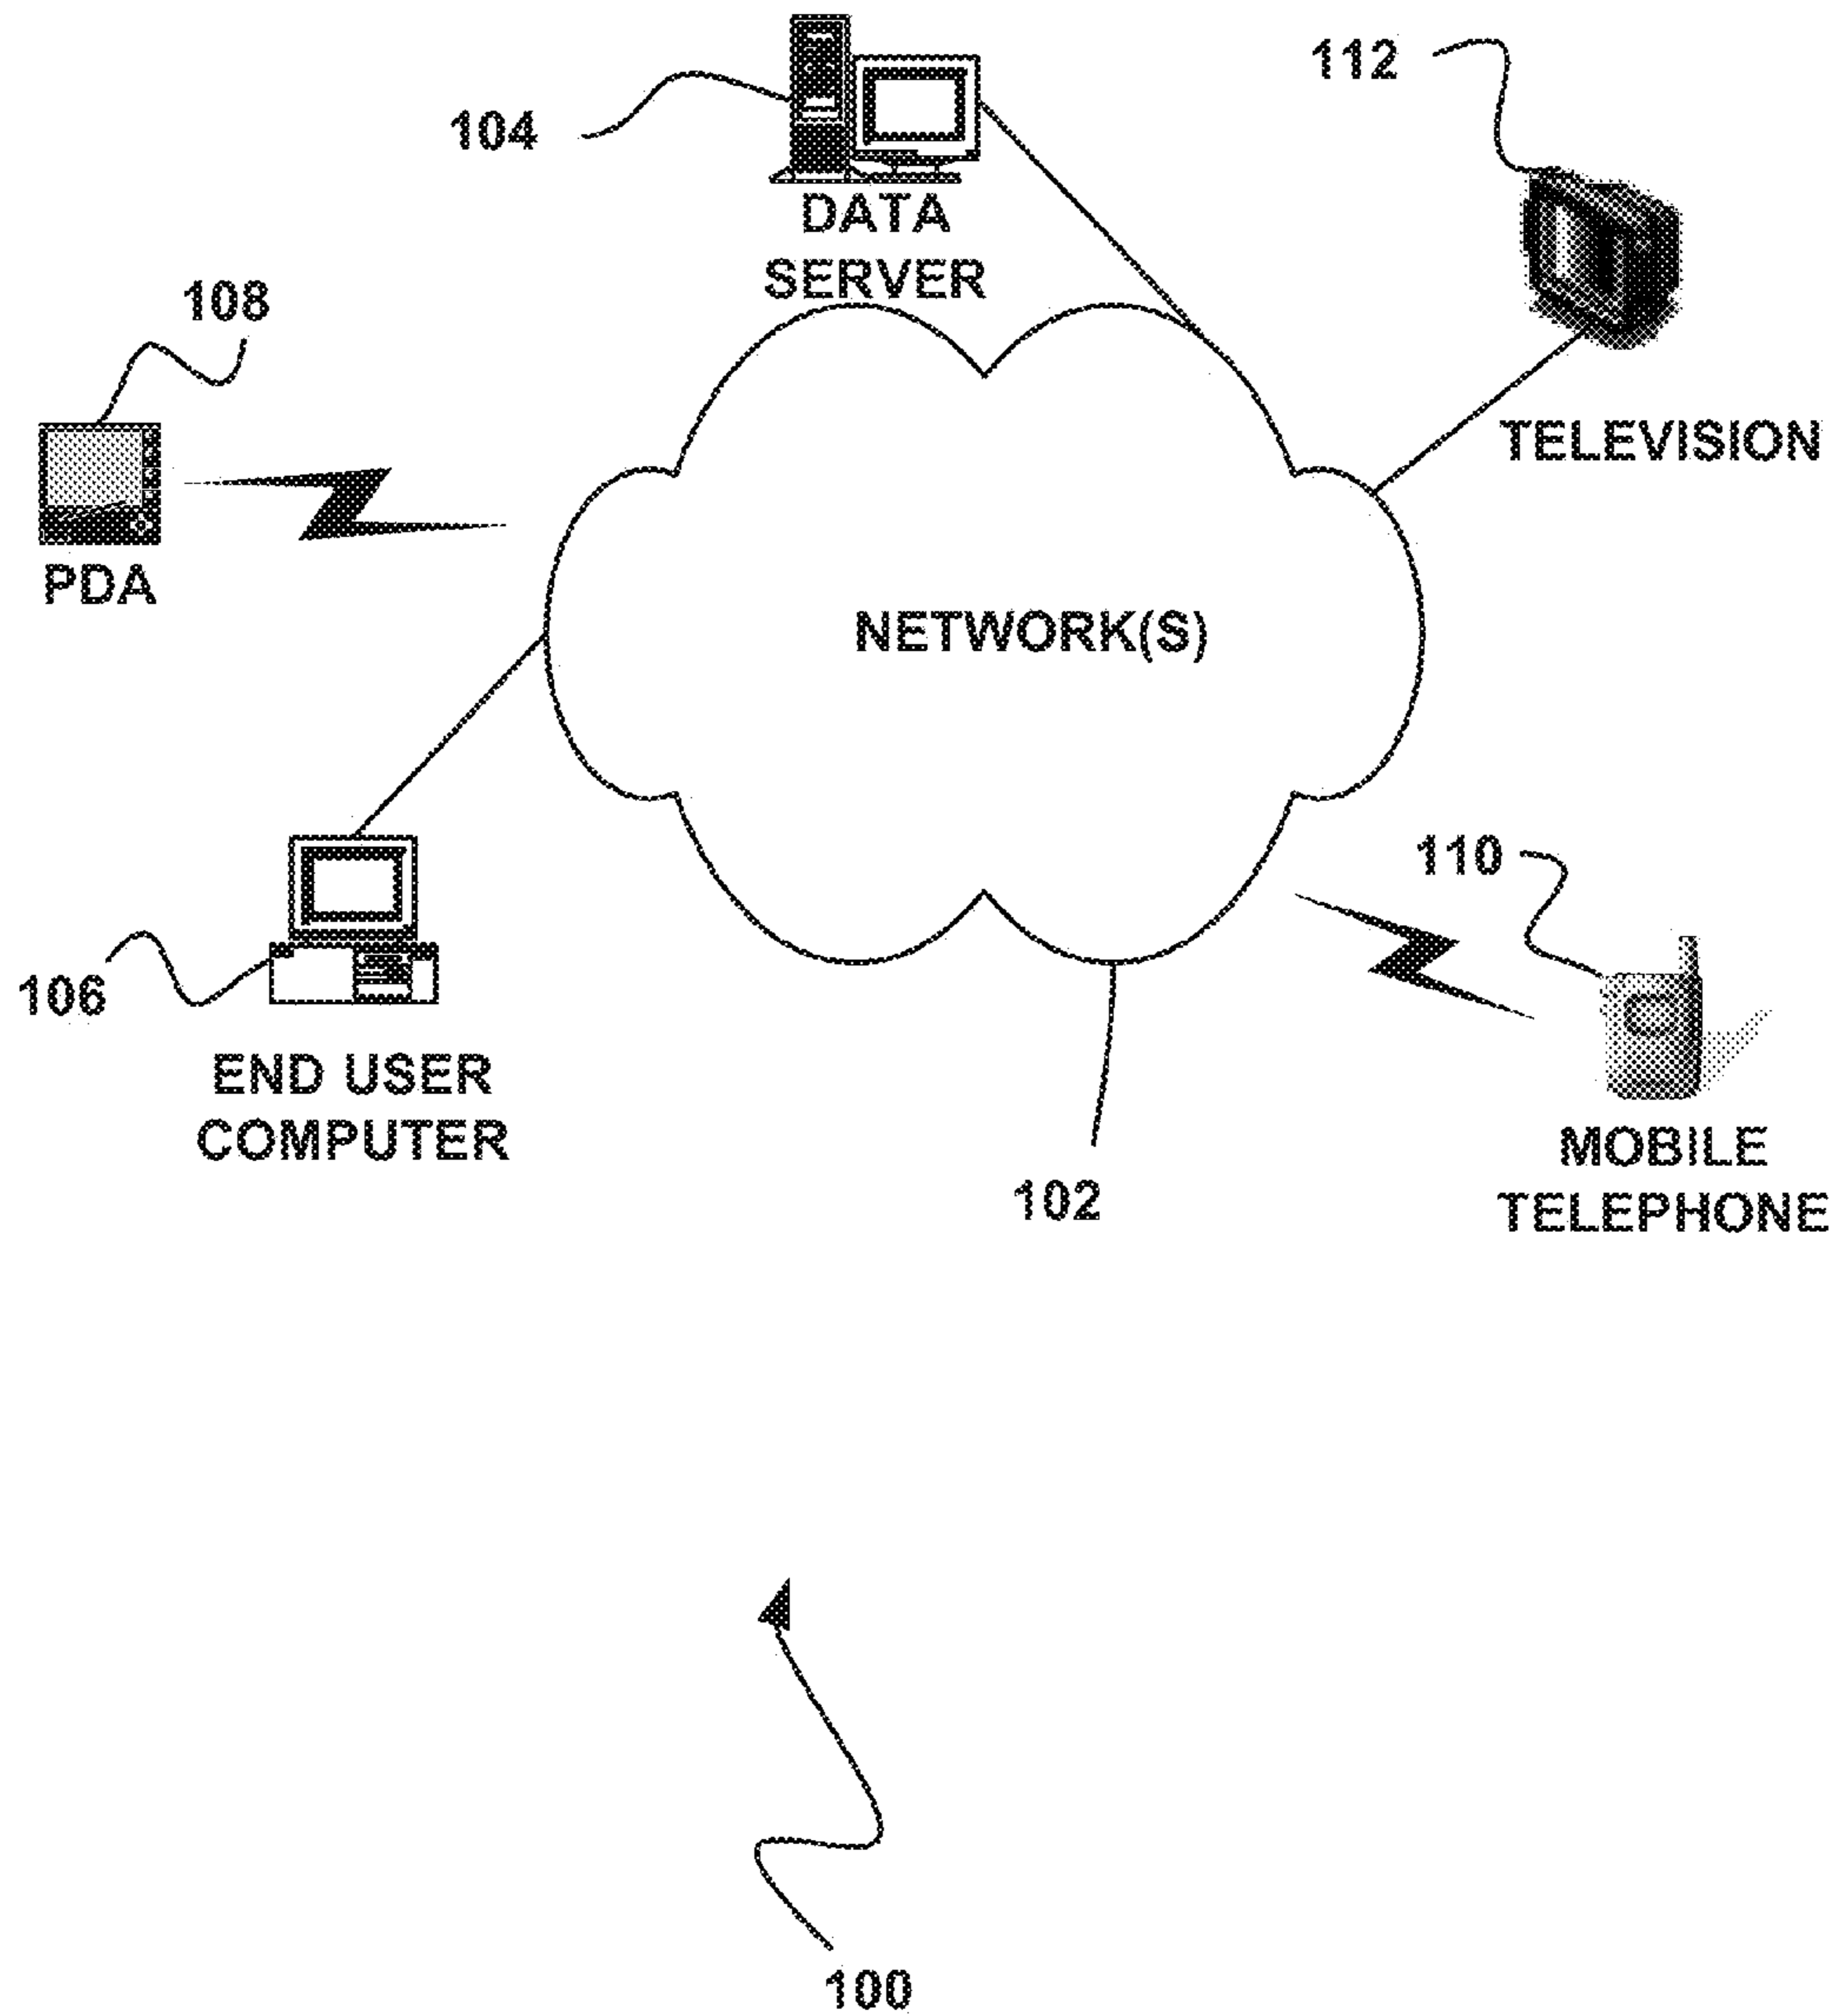 112
104
DATA
SERVER
108
TELEVISION
PDA
NETWORK(S)
110
106
END USER
COMPUTER
MOBILE
TELEPHONE
102
100